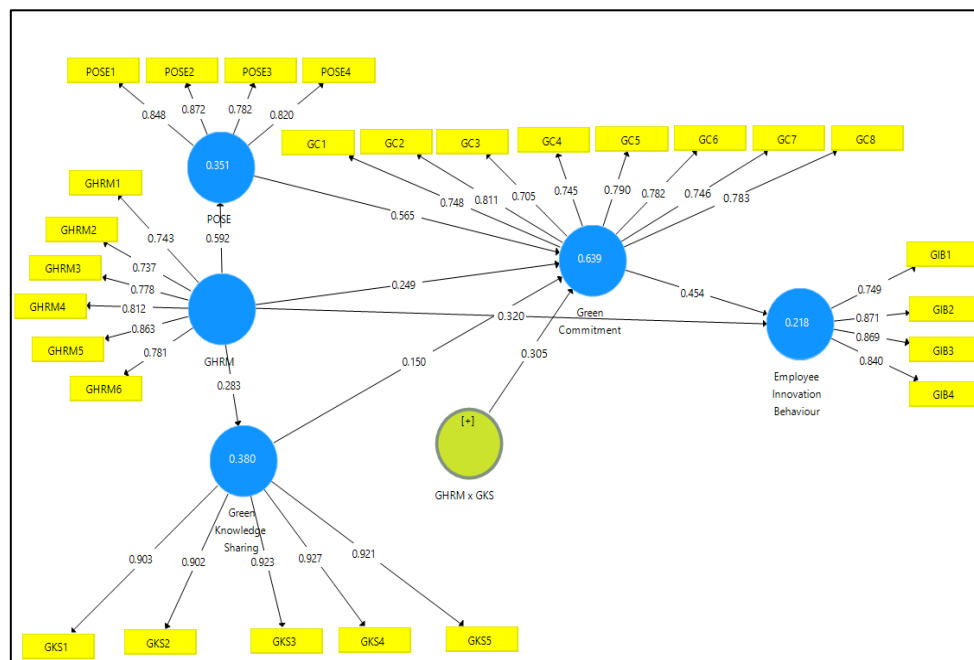 POSE1
POSE2
POSE3
POSE4
0.848
0.872
0.782
0.820
0.351
POSE
GC1
GC2
GC3
GC4
GC5
GC6
GC7
GC8
0.748
0.811
0.705
0.745
0.790
0.782
0.746
0.783
0.565
0.639
Green
Commitment
GHRM1
GHRM2
GHRM3
GHRM4
GHRM5
GHRM6
0.743
0.737
0.778
0.812
0.863
0.781
0.592
GHRM
0.249
0.320
0.454
0.283
0.150
0.305
[+]
GHRM x GKS
0.218
Employee
Innovation
Behaviour
0.749
0.871
0.869
0.840
GIB1
GIB2
GIB3
GIB4
0.380
Green
Knowledge
Sharing
0.903
0.902
0.923
0.927
0.921
GKS1
GKS2
GKS3
GKS4
GKS5